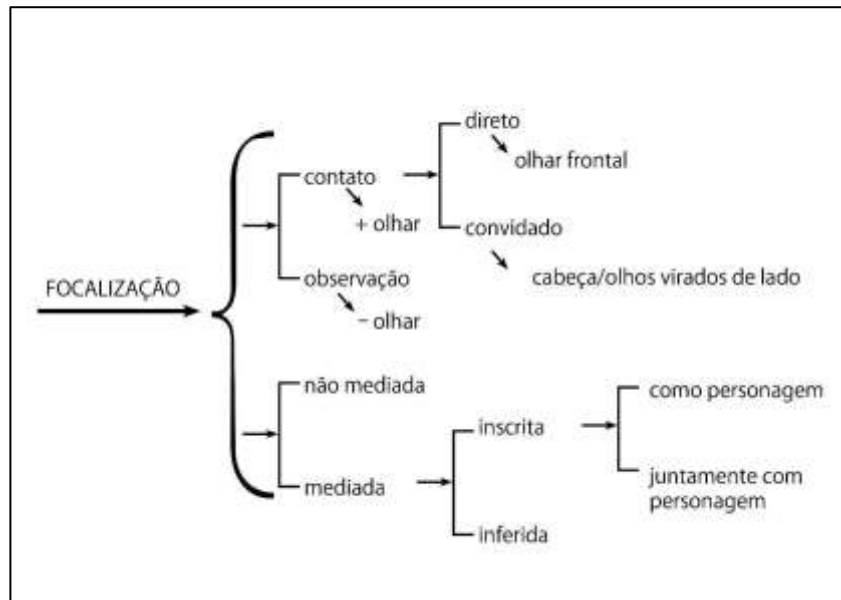 direto
olhar frontal
contato
+ olhar
convidado
observação
cabeça/olhos virados de lado
FOCALIZAÇÃO
– olhar
não mediada
como personagem
inscrita
mediada
juntamente com
personagem
inferida